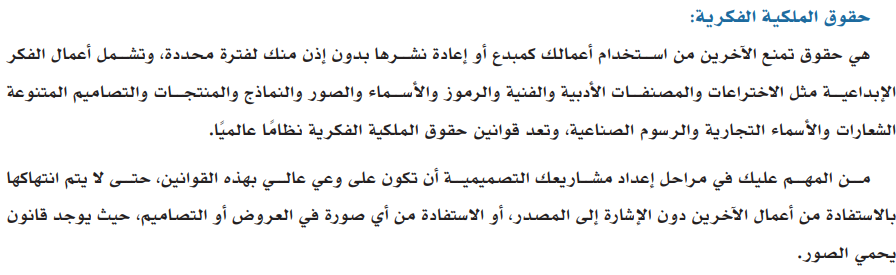 حقوق الملكية الفكرية:
هي حقوق تمنع الآخرين من استخدام أعمالك كمبدع أو إعادة نشرها بدون إذن منك لفترة محددة، وتشمل أعمال الفكر
الإبداعية مثل الاختراعات والمصنفات الأدبية والفنية والرموز والأسماء والصور والنماذج والمنتجات والتصاميم المتنوعة
الشعارات والأسماء التجارية والرسوم الصناعية، وتعد قوانين حقوق الملكية الفكرية نظامًا عالميًا.
من المهم عليك في مراحل إعداد مشاريعك التصميمية أن تكون على وعي عالي بهذه القوانين، حتى لا يتم انتهاكها
بالاستفادة من أعمال الآخرين دون الإشارة إلى المصدر، أو الاستفادة من أي صورة في العروض أو التصاميم، حيث يوجد قانون
يحمي الصور.